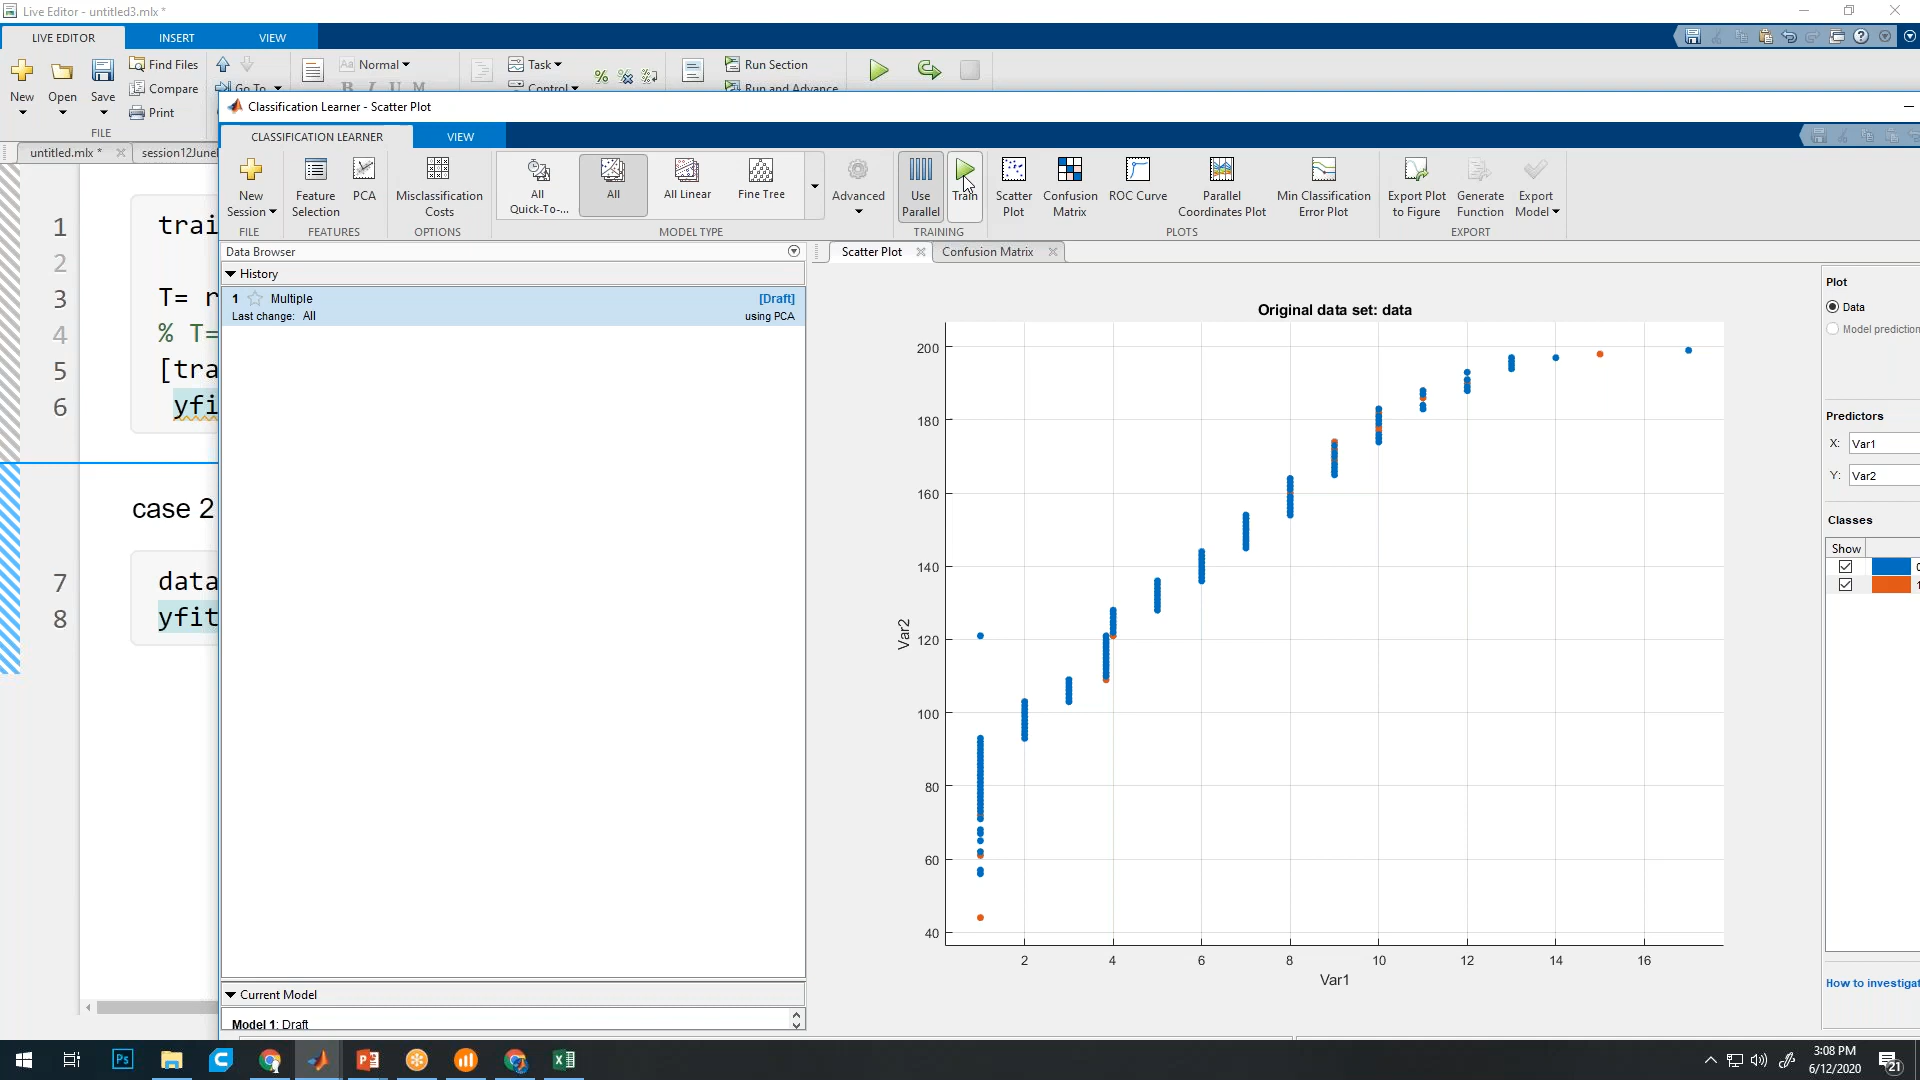 Live Editor - untitled3.mlx *
LIVE EDITOR INSERT VIEW
New Open Save
Find Files
Compare
Print
Go To
Normal
B I U M
Task
Control
Run Section
Run and Advance
FILE
untitled.mlx *
session12June
Classification Learner - Scatter Plot
CLASSIFICATION LEARNER VIEW
New
Session
Feature
Selection
PCA
Misclassification
Costs
All
Quick-To-...
All
All Linear
Fine Tree
Advanced
Use
Parallel
Train
Scatter
Plot
Confusion
Matrix
ROC Curve
Parallel
Coordinates Plot
Min Classification
Error Plot
Export Plot
to Figure
Generate
Function
Export
Model
FILE FEATURES OPTIONS MODEL TYPE TRAINING PLOTS EXPORT
Data Browser
History
1 Multiple [Draft]
Last change: All using PCA
Current Model
Model 1: Draft
Scatter Plot Confusion Matrix
1 trai
2
3 T= r
4 % T=
5 [tra
6 yfi
case 2
7 data
8 yfit
Original data set: data
200
180
160
140
120
100
80
60
40
Var2
2 4 6 8 10 12 14 16
Var1
Plot
Data
Model prediction
Predictors
X: Var1
Y: Var2
Classes
Show
0
1
How to investigat
3:08 PM
6/12/2020
21